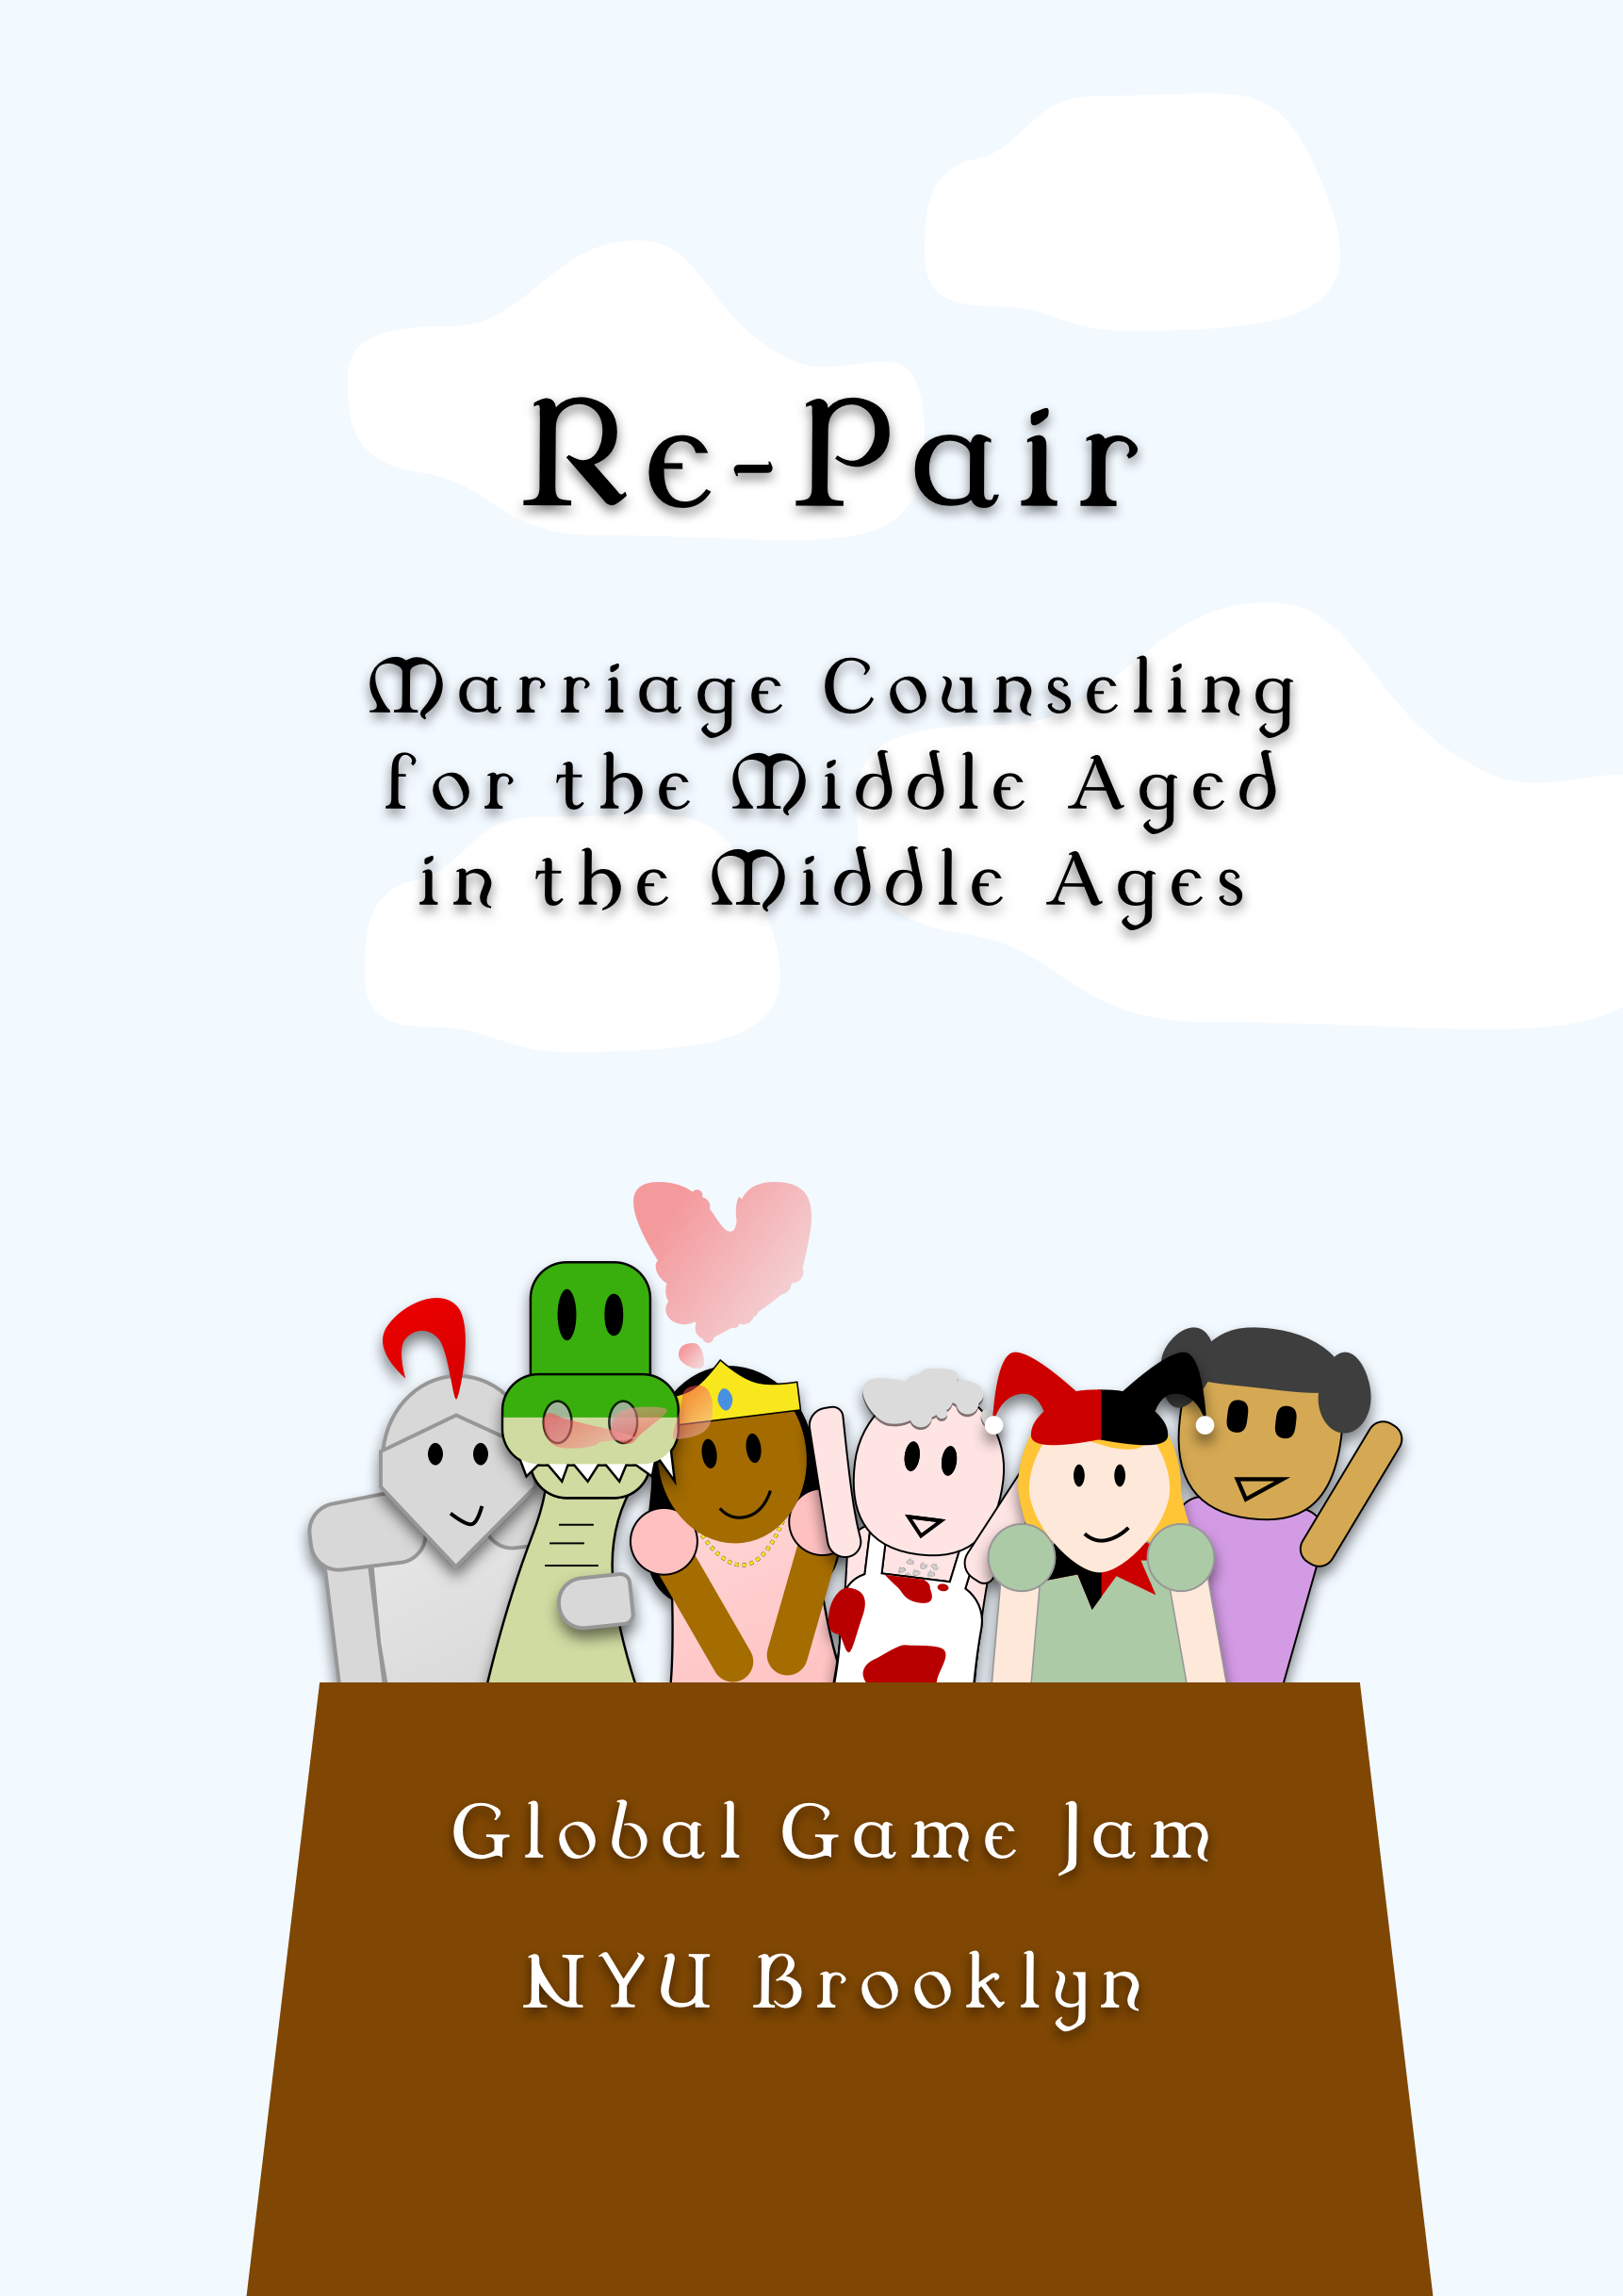 Re-Pair
Marriage Counseling
for the Middle Aged
in the Middle Ages
Global Game Jam
NYU Brooklyn